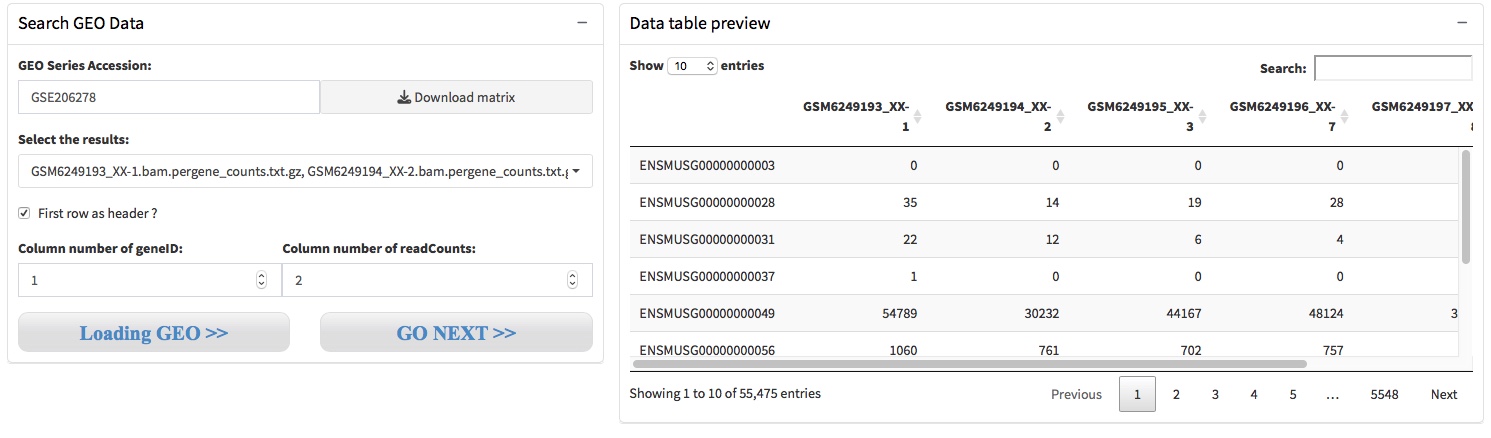 Search GEO Data
GEO Series Accession:
GSE206278
Download matrix
Select the results:
GSM6249193_XX-1.bam.pergene_counts.txt.gz, GSM6249194_XX-2.bam.pergene_counts.txt.g
First row as header ?
Column number of geneID:
Column number of readCounts:
1
2
Loading GEO >>
GO NEXT >>
Data table preview
Show 10 entries
Search:
GSM6249193_XX-1 GSM6249194_XX-2 GSM6249195_XX-3 GSM6249196_XX-7 GSM6249197_XX
ENSMUSG00000000003 0 0 0 0
ENSMUSG00000000028 35 14 19 28
ENSMUSG00000000031 22 12 6 4
ENSMUSG00000000037 1 0 0 0
ENSMUSG00000000049 54789 30232 44167 48124 3
ENSMUSG00000000056 1060 761 702 757
Showing 1 to 10 of 55,475 entries
Previous 1 2 3 4 5 … 5548 Next